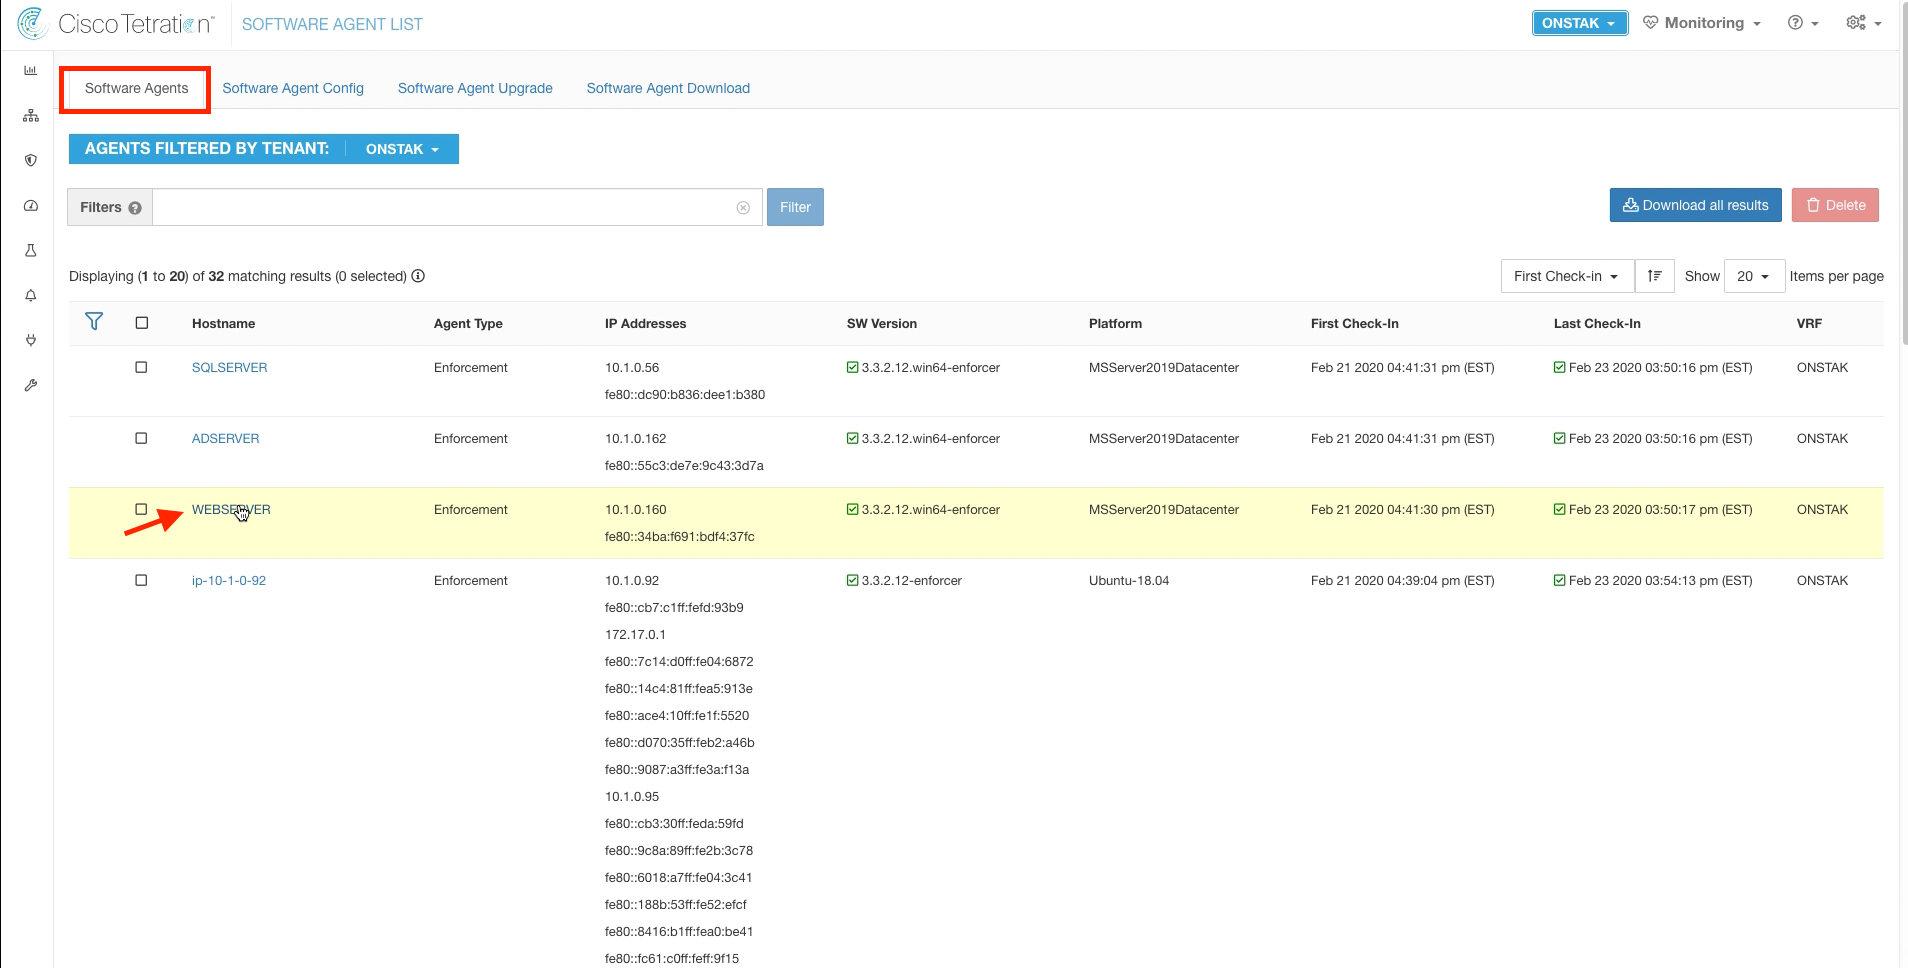 Cisco Tetration™ SOFTWARE AGENT LIST ONSTAK Monitoring ?
Software Agents Software Agent Config Software Agent Upgrade Software Agent Download
AGENTS FILTERED BY TENANT: ONSTAK
Filters ? Filter Download all results Delete
Displaying (1 to 20) of 32 matching results (0 selected) First Check-in Show 20 Items per page
Hostname Agent Type IP Addresses SW Version Platform First Check-In Last Check-In VRF
SQLSERVER Enforcement 10.1.0.56 3.3.2.12.win64-enforcer MSServer2019Datacenter Feb 21 2020 04:41:31 pm (EST) Feb 23 2020 03:50:16 pm (EST) ONSTAK
fe80::dc90:b836:dee1:b380
ADSERVER Enforcement 10.1.0.162 3.3.2.12.win64-enforcer MSServer2019Datacenter Feb 21 2020 04:41:31 pm (EST) Feb 23 2020 03:50:16 pm (EST) ONSTAK
fe80::55c3:de7e:9c43:3d7a
WEBSERVER Enforcement 10.1.0.160 3.3.2.12.win64-enforcer MSServer2019Datacenter Feb 21 2020 04:41:30 pm (EST) Feb 23 2020 03:50:17 pm (EST) ONSTAK
fe80::34ba:f691:bdf4:37fc
ip-10-1-0-92 Enforcement 10.1.0.92 3.3.2.12-enforcer Ubuntu-18.04 Feb 21 2020 04:39:04 pm (EST) Feb 23 2020 03:54:13 pm (EST) ONSTAK
fe80::cb7:c1ff:fefd:93b9
172.17.0.1
fe80::7c14:d0ff:fe04:6872
fe80::14c4:81ff:fea5:913e
fe80::ace4:10ff:fe1f:5520
fe80::d070:35ff:feb2:a46b
fe80::9087:a3ff:fe3a:f13a
10.1.0.95
fe80::cb3:30ff:feda:59fd
fe80::9c8a:89ff:fe2b:3c78
fe80::6018:a7ff:fe04:3c41
fe80::188b:53ff:fe52:efcf
fe80::8416:b1ff:fea0:be41
fe80::fc61:c0ff:feff:9f15